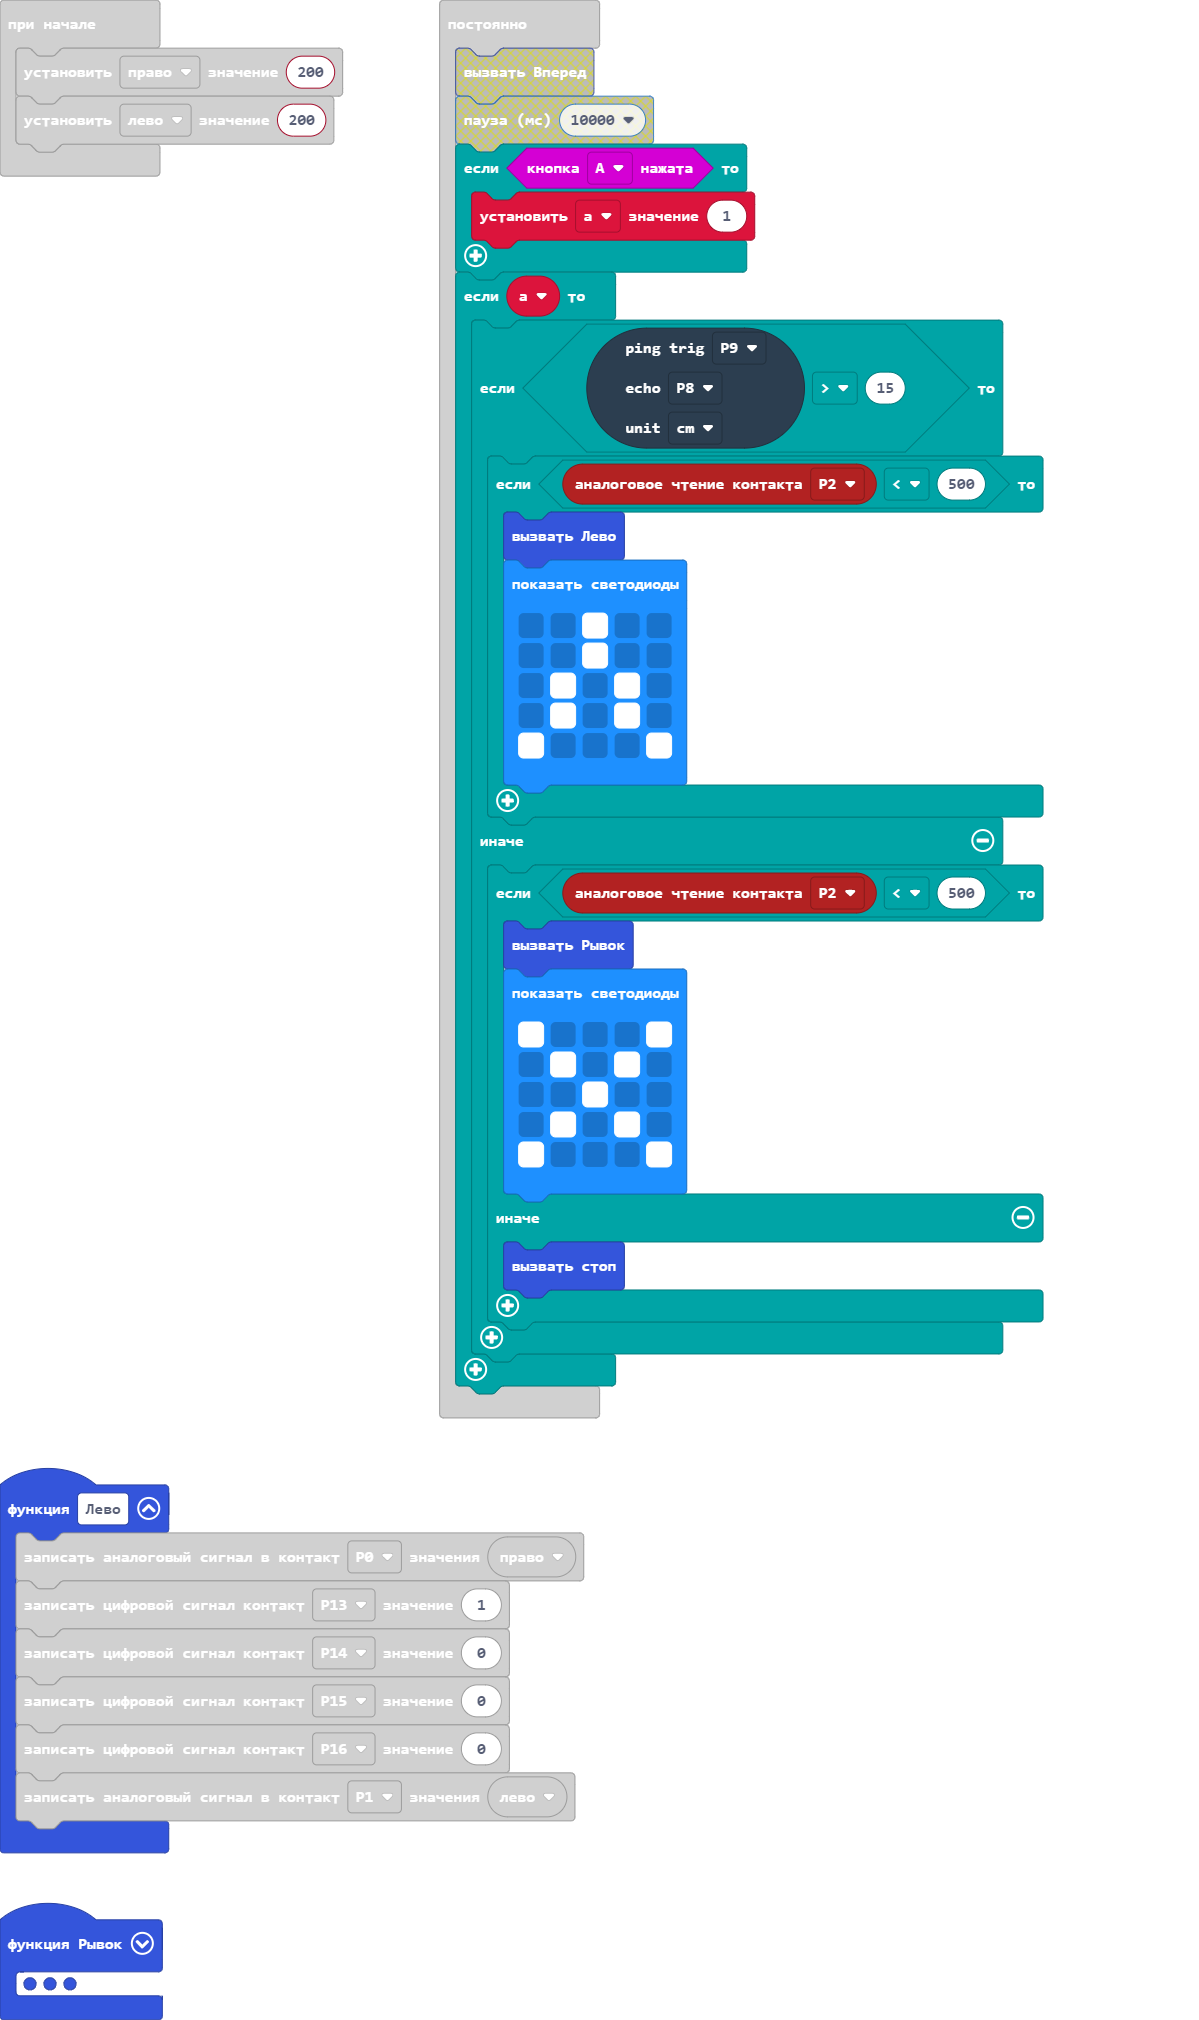 при начале
установить право значение 200
установить лево значение 200
постоянно
вызвать Вперед
пауза (мс) 10000
если кнопка A нажата то
установить a значение 1
если a то
ping trig P9
если echo P8 > 15 то
unit cm
если аналоговое чтение контакта P2 < 500 то
вызвать Лево
показать светодиоды
иначе
если аналоговое чтение контакта P2 < 500 то
вызвать Рывок
показать светодиоды
иначе
вызвать стоп
функция Лево
записать аналоговый сигнал в контакт P0 значения право
записать цифровой сигнал контакт P13 значение 1
записать цифровой сигнал контакт P14 значение 0
записать цифровой сигнал контакт P15 значение 0
записать цифровой сигнал контакт P16 значение 0
записать аналоговый сигнал в контакт P1 значения лево
функция Рывок